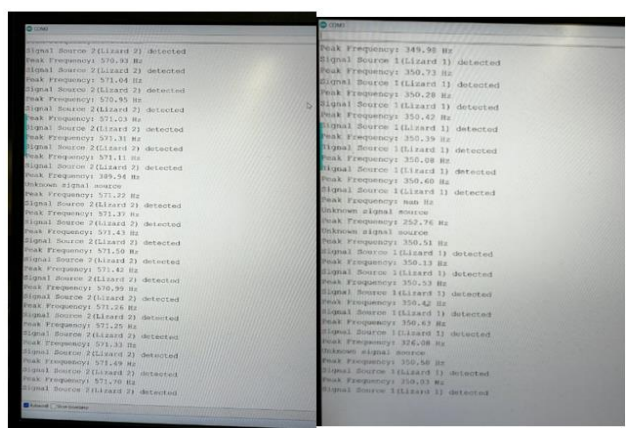 Signal Source 2(Lizard 2) detected
Peak Frequency: 570.93 Hz
Signal Source 2(Lizard 2) detected
Peak Frequency: 571.04 Hz
Signal Source 2(Lizard 2) detected
Peak Frequency: 570.95 Hz
Signal Source 2(Lizard 2) detected
Peak Frequency: 571.03 Hz
Signal Source 2(Lizard 2) detected
Peak Frequency: 571.31 Hz
Signal Source 2(Lizard 2) detected
Peak Frequency: 571.11 Hz
Signal Source 2(Lizard 2) detected
Peak Frequency: 389.94 Hz
Unknown signal source
Peak Frequency: 571.22 Hz
Signal Source 2(Lizard 2) detected
Peak Frequency: 571.37 Hz
Signal Source 2(Lizard 2) detected
Peak Frequency: 571.43 Hz
Signal Source 2(Lizard 2) detected
Peak Frequency: 571.50 Hz
Signal Source 2(Lizard 2) detected
Peak Frequency: 571.42 Hz
Signal Source 2(Lizard 2) detected
Peak Frequency: 570.99 Hz
Signal Source 2(Lizard 2) detected
Peak Frequency: 571.26 Hz
Signal Source 2(Lizard 2) detected
Peak Frequency: 571.25 Hz
Signal Source 2(Lizard 2) detected
Peak Frequency: 571.33 Hz
Signal Source 2(Lizard 2) detected
Peak Frequency: 571.49 Hz
Signal Source 2(Lizard 2) detected
Peak Frequency: 571.70 Hz
Signal Source 2(Lizard 2) detected
Autoscroll Show timestamp
Peak Frequency: 349.98 Hz
Signal Source 1(Lizard 1) detected
Peak Frequency: 350.73 Hz
Signal Source 1(Lizard 1) detected
Peak Frequency: 350.28 Hz
Signal Source 1(Lizard 1) detected
Peak Frequency: 350.42 Hz
Signal Source 1(Lizard 1) detected
Peak Frequency: 350.39 Hz
Signal Source 1(Lizard 1) detected
Peak Frequency: 350.08 Hz
Signal Source 1(Lizard 1) detected
Peak Frequency: 350.60 Hz
Signal Source 1(Lizard 1) detected
Peak Frequency: nan Hz
Unknown signal source
Peak Frequency: 252.76 Hz
Unknown signal source
Peak Frequency: 350.51 Hz
Signal Source 1(Lizard 1) detected
Peak Frequency: 350.13 Hz
Signal Source 1(Lizard 1) detected
Peak Frequency: 350.53 Hz
Signal Source 1(Lizard 1) detected
Peak Frequency: 350.42 Hz
Signal Source 1(Lizard 1) detected
Peak Frequency: 350.63 Hz
Signal Source 1(Lizard 1) detected
Peak Frequency: 326.08 Hz
Unknown signal source
Peak Frequency: 350.60 Hz
Signal Source 1(Lizard 1) detected
Peak Frequency: 350.03 Hz
Signal Source 1(Lizard 1) detected